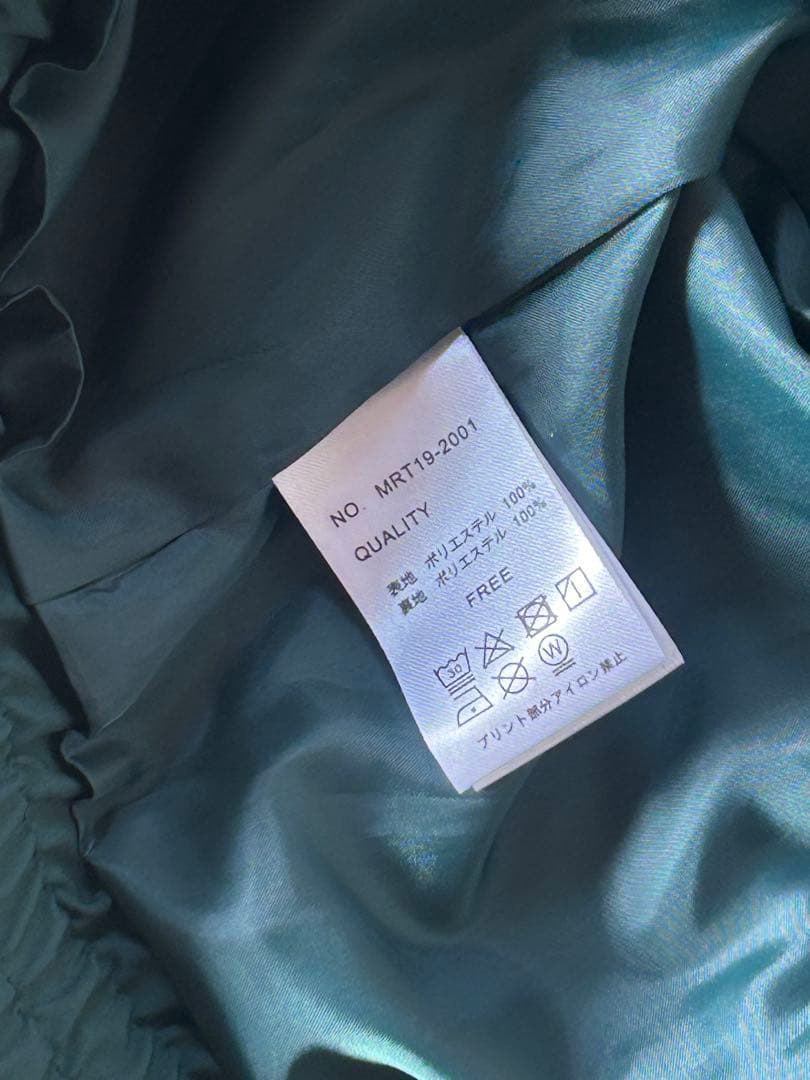 NO. MRT19-2001
QUALITY
表地 ポリエステル 100%
裏地 ポリエステル 100%
FREE
30
W
プリント部分アイロン禁止